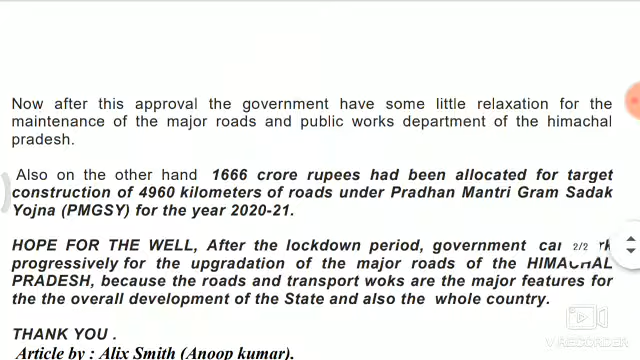 Now after this approval the government have some little relaxation for the
maintenance of the major roads and public works department of the himachal
pradesh.
Also on the other hand 1666 crore rupees had been allocated for target
construction of 4960 kilometers of roads under Pradhan Mantri Gram Sadak
Yojna (PMGSY) for the year 2020-21.
HOPE FOR THE WELL, After the lockdown period, government 2/2
progressively for the upgradation of the major roads of the HIMACHAL
PRADESH, because the roads and transport woks are the major features for
the the overall development of the State and also the whole country.
THANK YOU .
Article by : Alix Smith (Anoop kumar).
V RECORDER